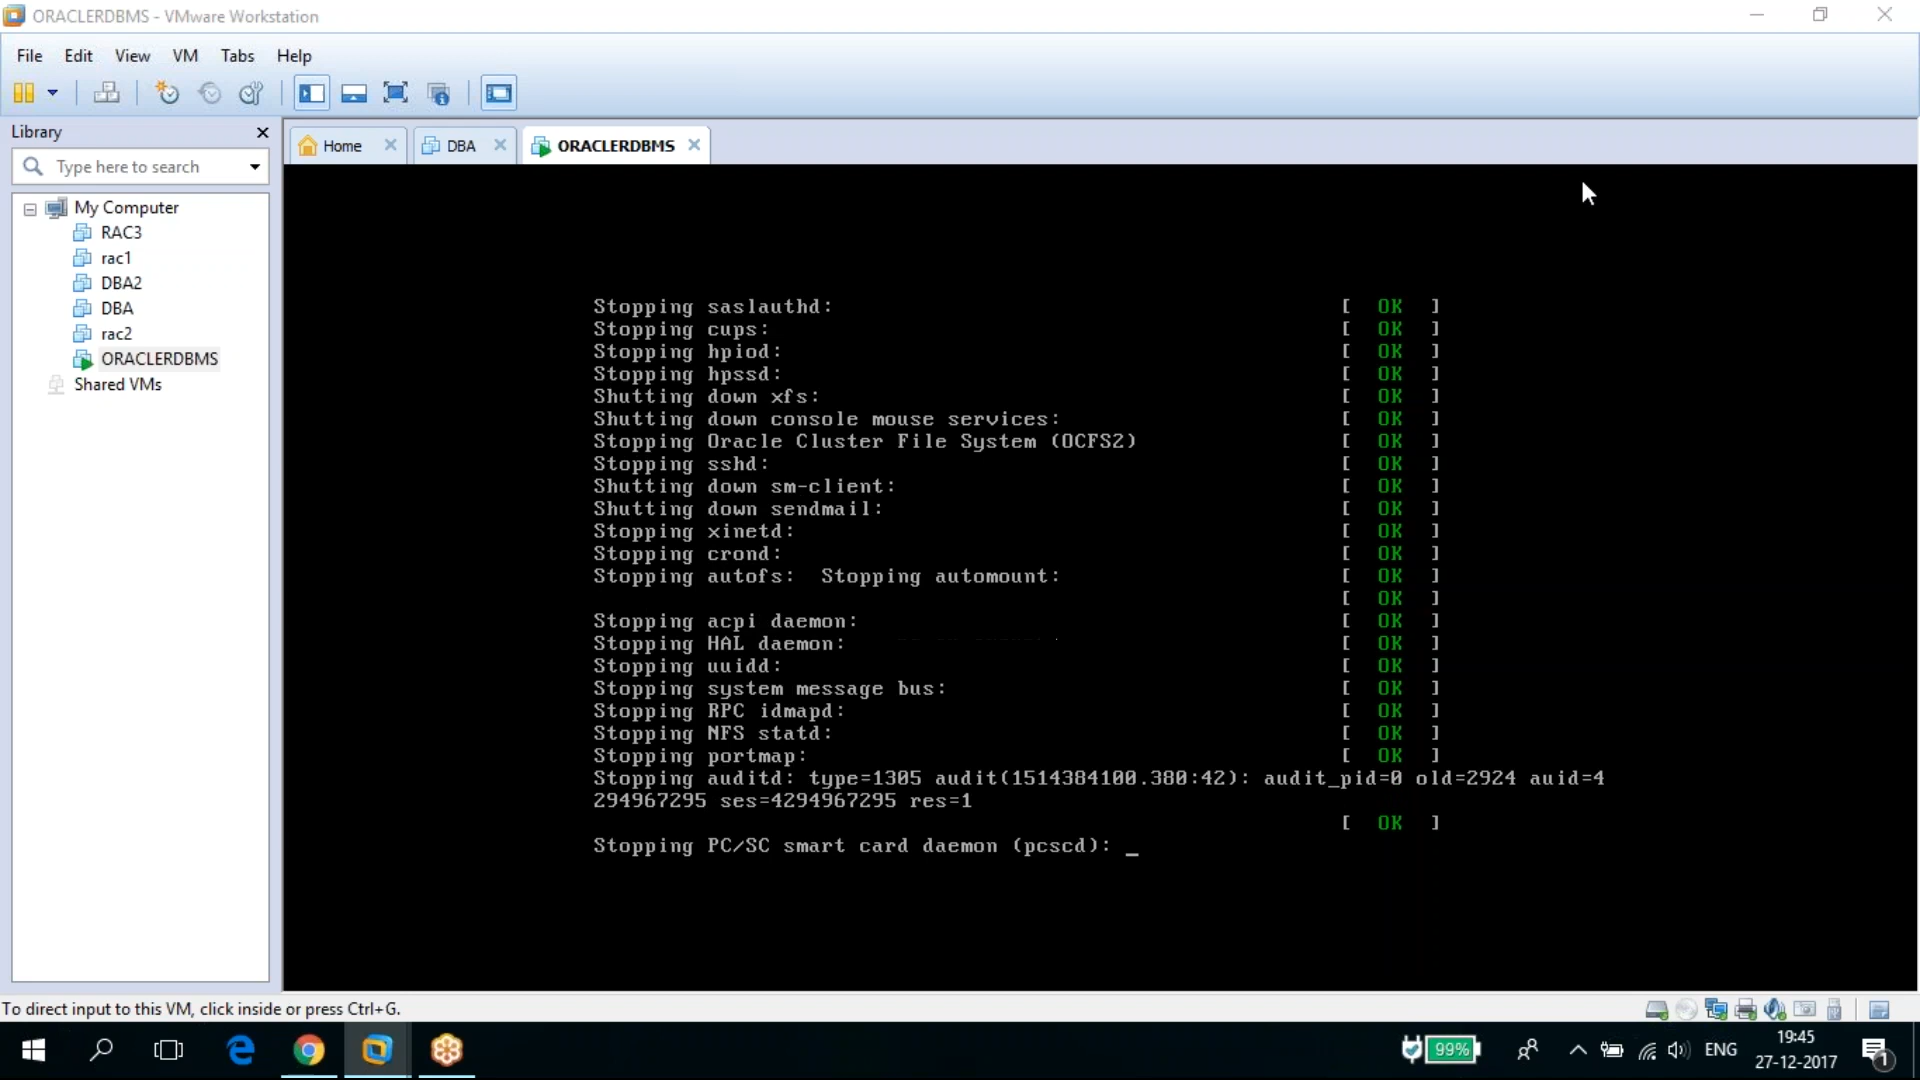 ORACLERDBMS - VMware Workstation
File Edit View VM Tabs Help
Library
Type here to search
My Computer
RAC3
rac1
DBA2
DBA
rac2
ORACLERDBMS
Shared VMs
Home DBA ORACLERDBMS
Stopping saslauthd: [ OK ]
Stopping cups: [ OK ]
Stopping hpiod: [ OK ]
Stopping hpssd: [ OK ]
Shutting down xfs: [ OK ]
Shutting down console mouse services: [ OK ]
Stopping Oracle Cluster File System (OCFS2) [ OK ]
Stopping sshd: [ OK ]
Shutting down sm-client: [ OK ]
Shutting down sendmail: [ OK ]
Stopping xinetd: [ OK ]
Stopping crond: [ OK ]
Stopping autofs: Stopping automount: [ OK ]
[ OK ]
Stopping acpi daemon: [ OK ]
Stopping HAL daemon: [ OK ]
Stopping uuidd: [ OK ]
Stopping system message bus: [ OK ]
Stopping RPC idmapd: [ OK ]
Stopping NFS statd: [ OK ]
Stopping portmap: [ OK ]
Stopping auditd: type=1305 audit(1514384100.380:42): audit_pid=0 old=2924 auid=4
294967295 ses=4294967295 res=1
[ OK ]
Stopping PC/SC smart card daemon (pcscd): _
To direct input to this VM, click inside or press Ctrl+G.
99% ENG 19:45
27-12-2017
1